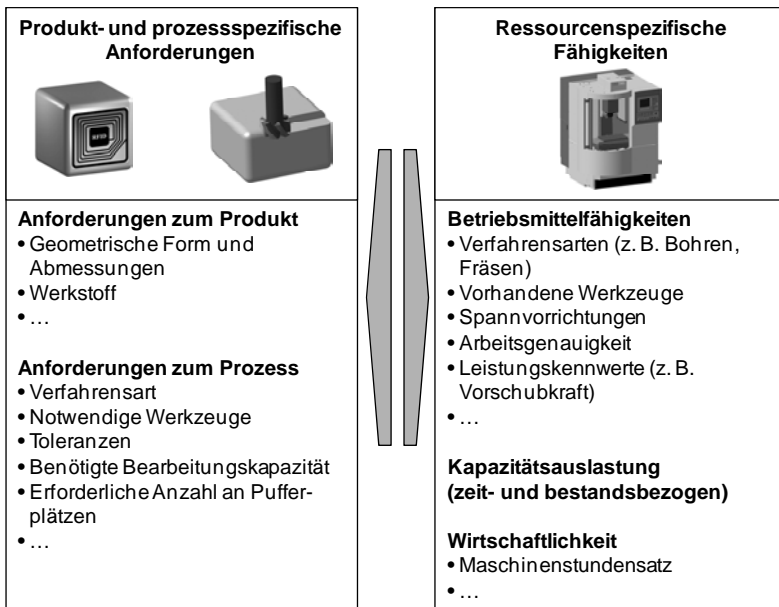 Produkt- und prozessspezifische
Anforderungen
RFID
Anforderungen zum Produkt
• Geometrische Form und
Abmessungen
• Werkstoff
• …
Anforderungen zum Prozess
• Verfahrensart
• Notwendige Werkzeuge
• Toleranzen
• Benötigte Bearbeitungskapazität
• Erforderliche Anzahl an Puffer-
plätzen
• …
Ressourcenspezifische
Fähigkeiten
Betriebsmittelfähigkeiten
• Verfahrensarten (z. B. Bohren,
Fräsen)
• Vorhandene Werkzeuge
• Spannvorrichtungen
• Arbeitsgenauigkeit
• Leistungskennwerte (z. B.
Vorschubkraft)
• …
Kapazitätsauslastung
(zeit- und bestandsbezogen)
Wirtschaftlichkeit
• Maschinenstundensatz
• …